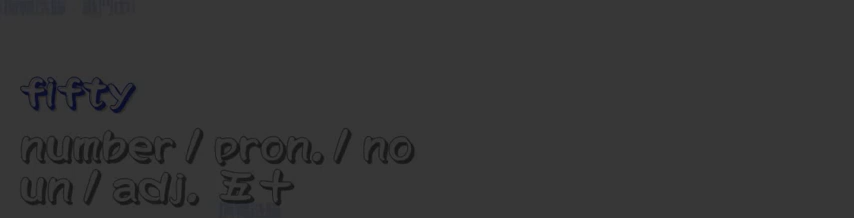 fifty
number / pron. / no
un / adj. 五十